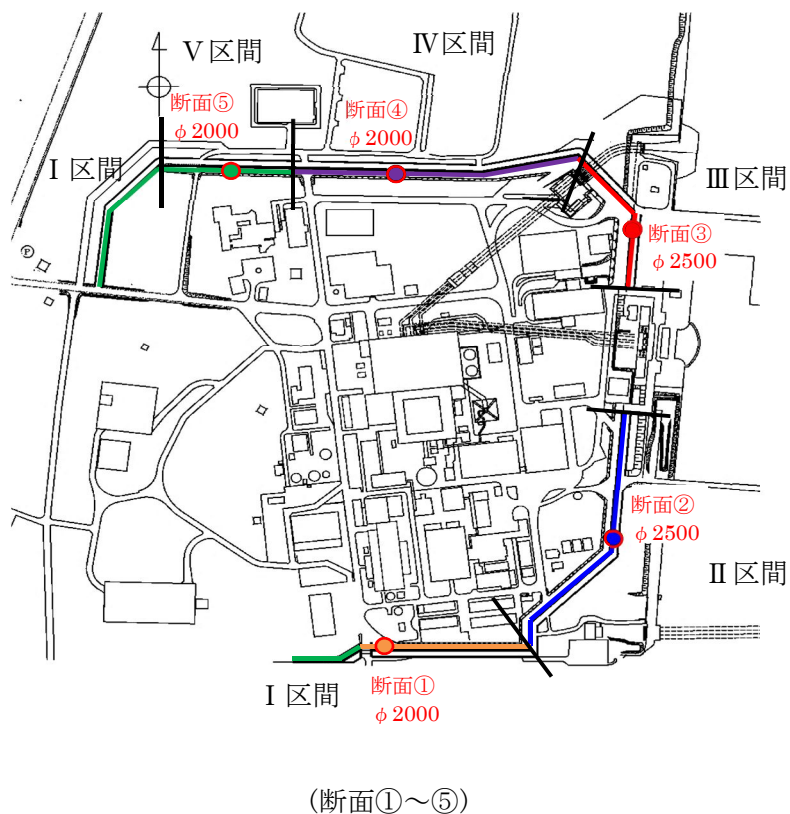 Ⅴ区間
Ⅳ区間
断面⑤
φ2000
断面④
φ2000
Ⅰ区間
Ⅲ区間
断面③
φ2500
P
断面②
φ2500
Ⅱ区間
Ⅰ区間
断面①
φ2000
(断面①～⑤)